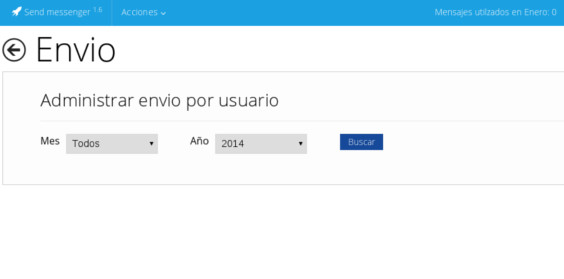 Send messenger 1.6 Acciones Mensajes utilzados en Enero: 0
Envio
Administrar envio por usuario
Mes Todos Año 2014 Buscar